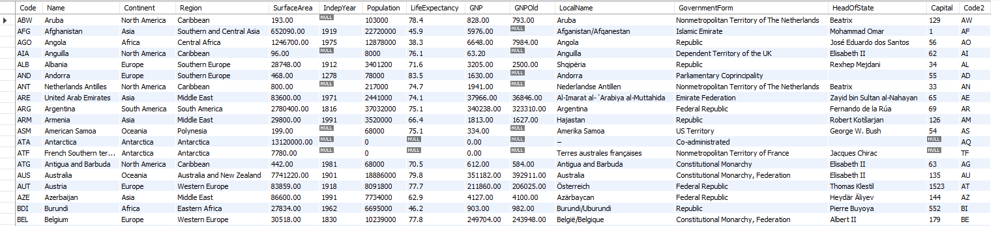 Code Name Continent Region SurfaceArea IndepYear Population LifeExpectancy GNP GNPOld LocalName GovernmentForm HeadOfState Capital Code2
ABW Aruba North America Caribbean 193.00 NULL 103000 78.4 828.00 793.00 Aruba Nonmetropolitan Territory of The Netherlands Beatrix 129 AW
AFG Afghanistan Asia Southern and Central Asia 652090.00 1919 22720000 45.9 5976.00 NULL Afganistan/Afqanestan Islamic Emirate Mohammad Omar 1 AF
AGO Angola Africa Central Africa 1246700.00 1975 12878000 38.3 6648.00 7984.00 Angola Republic José Eduardo dos Santos 56 AO
AIA Anguilla North America Caribbean 96.00 NULL 8000 76.1 63.20 NULL Anguilla Dependent Territory of the UK Elisabeth II 62 AI
ALB Albania Europe Southern Europe 28748.00 1912 3401200 71.6 3205.00 2500.00 Shqipëria Republic Rexhep Mejdani 34 AL
AND Andorra Europe Southern Europe 468.00 1278 78000 83.5 1630.00 NULL Andorra Parliamentary Coprincipality 55 AD
ANT Netherlands Antilles North America Caribbean 800.00 NULL 217000 74.7 1941.00 NULL Nederlandse Antillen Nonmetropolitan Territory of The Netherlands Beatrix 33 AN
ARE United Arab Emirates Asia Middle East 83600.00 1971 2441000 74.1 37966.00 36846.00 Al-Imarat al-´Arabiya al-Muttahida Emirate Federation Zayid bin Sultan al-Nahayan 65 AE
ARG Argentina South America South America 2780400.00 1816 37032000 75.1 340238.00 323310.00 Argentina Federal Republic Fernando de la Rúa 69 AR
ARM Armenia Asia Middle East 29800.00 1991 3520000 66.4 1813.00 1627.00 Hajastan Republic Robert Kotšarjan 126 AM
ASM American Samoa Oceania Polynesia 199.00 NULL 68000 75.1 334.00 NULL Amerika Samoa US Territory George W. Bush 54 AS
ATA Antarctica Antarctica Antarctica 13120000.00 NULL 0 NULL 0.00 NULL – Co-administrated NULL AQ
ATF French Southern ter... Antarctica Antarctica 7780.00 NULL 0 NULL 0.00 NULL Terres australes françaises Nonmetropolitan Territory of France Jacques Chirac NULL TF
ATG Antigua and Barbuda North America Caribbean 442.00 1981 68000 70.5 612.00 584.00 Antigua and Barbuda Constitutional Monarchy Elisabeth II 63 AG
AUS Australia Oceania Australia and New Zealand 7741220.00 1901 18886000 79.8 351182.00 392911.00 Australia Constitutional Monarchy, Federation Elisabeth II 135 AU
AUT Austria Europe Western Europe 83859.00 1918 8091800 77.7 211860.00 206025.00 Österreich Federal Republic Thomas Klestil 1523 AT
AZE Azerbaijan Asia Middle East 86600.00 1991 7734000 62.9 4127.00 4100.00 Azärbaycan Federal Republic Heydär Äliyev 144 AZ
BDI Burundi Africa Eastern Africa 27834.00 1962 6695000 46.2 903.00 982.00 Burundi/Uburundi Republic Pierre Buyoya 552 BI
BEL Belgium Europe Western Europe 30518.00 1830 10239000 77.8 249704.00 243948.00 België/Belgique Constitutional Monarchy, Federation Albert II 179 BE